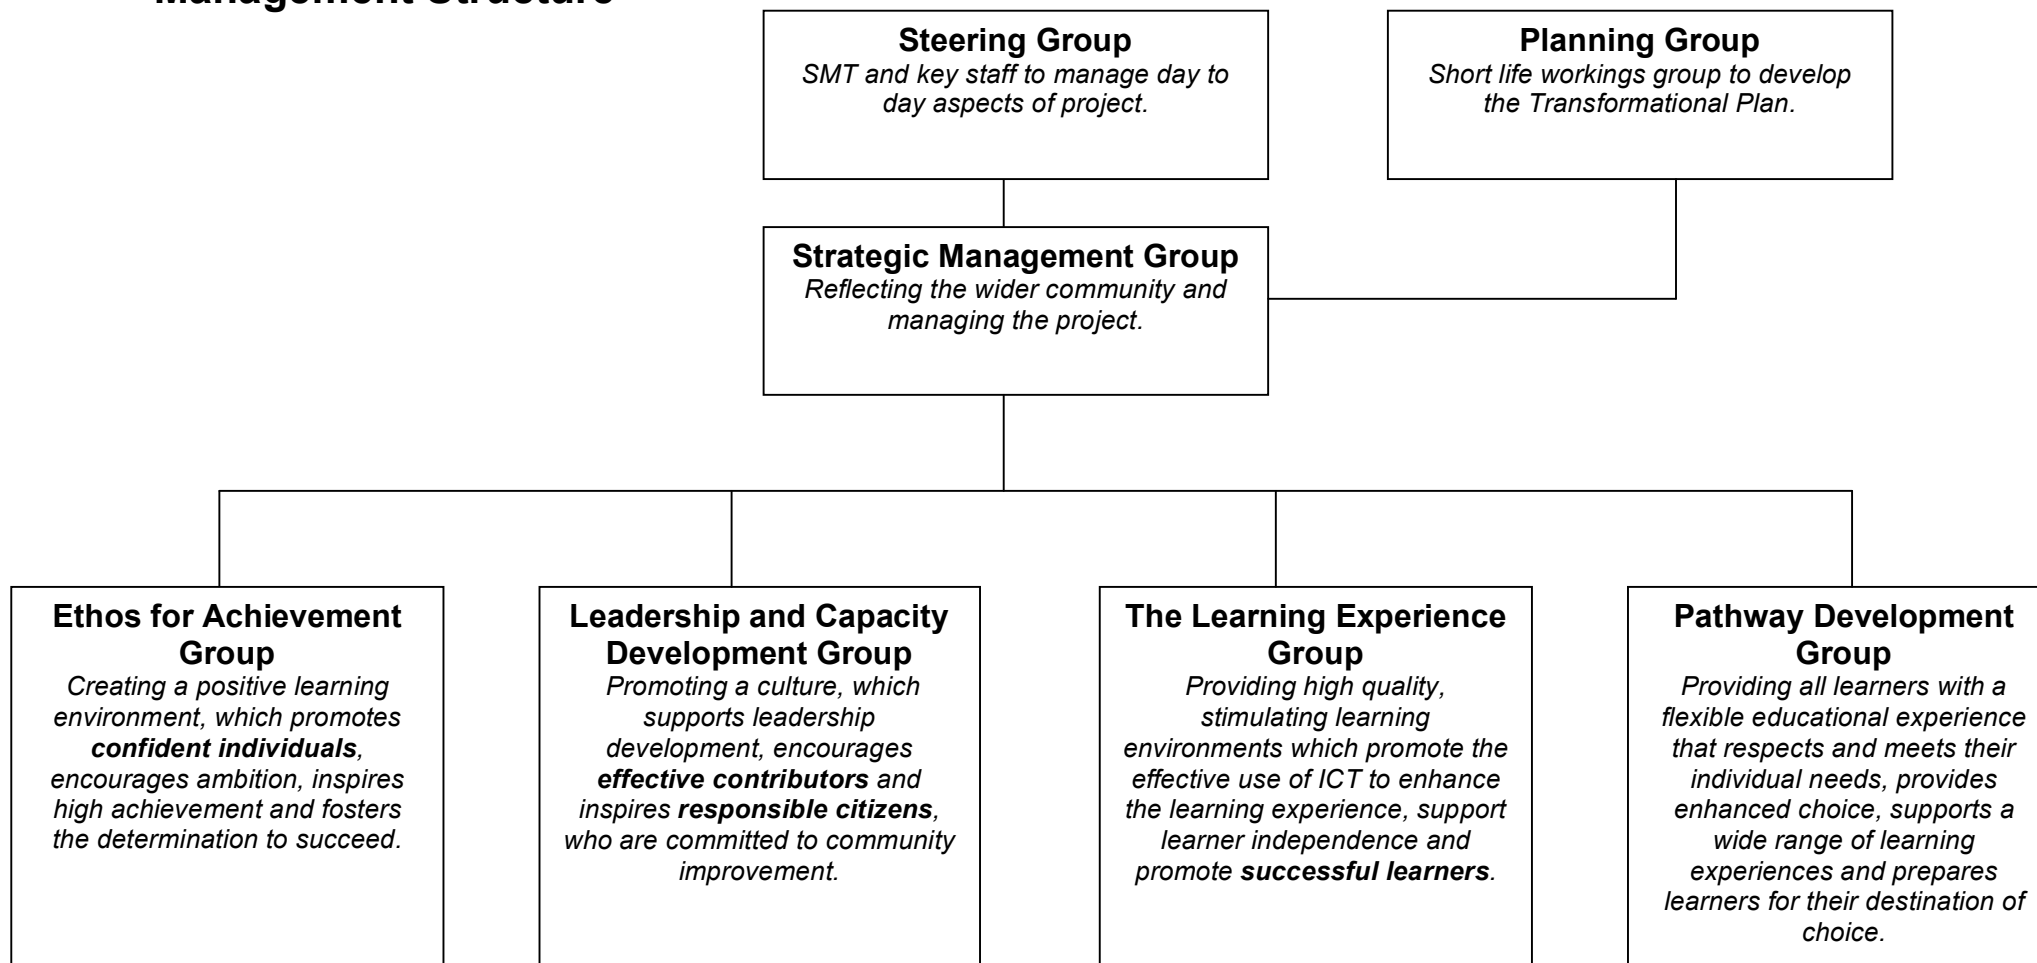 Management Structure
Steering Group
SMT and key staff to manage day to
day aspects of project.
Planning Group
Short life workings group to develop
the Transformational Plan.
Strategic Management Group
Reflecting the wider community and
managing the project.
Ethos for Achievement
Group
Creating a positive learning
environment, which promotes
confident individuals,
encourages ambition, inspires
high achievement and fosters
the determination to succeed.
Leadership and Capacity
Development Group
Promoting a culture, which
supports leadership
development, encourages
effective contributors and
inspires responsible citizens,
who are committed to community
improvement.
The Learning Experience
Group
Providing high quality,
stimulating learning
environments which promote the
effective use of ICT to enhance
the learning experience, support
learner independence and
promote successful learners.
Pathway Development
Group
Providing all learners with a
flexible educational experience
that respects and meets their
individual needs, provides
enhanced choice, supports a
wide range of learning
experiences and prepares
learners for their destination of
choice.